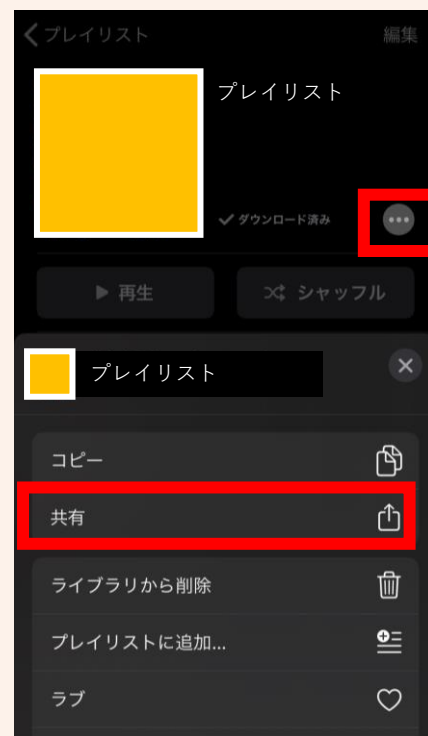 プレイリスト 編集
プレイリスト
ダウンロード済み
再生 シャッフル
プレイリスト
コピー
共有
ライブラリから削除
プレイリストに追加...
ラブ